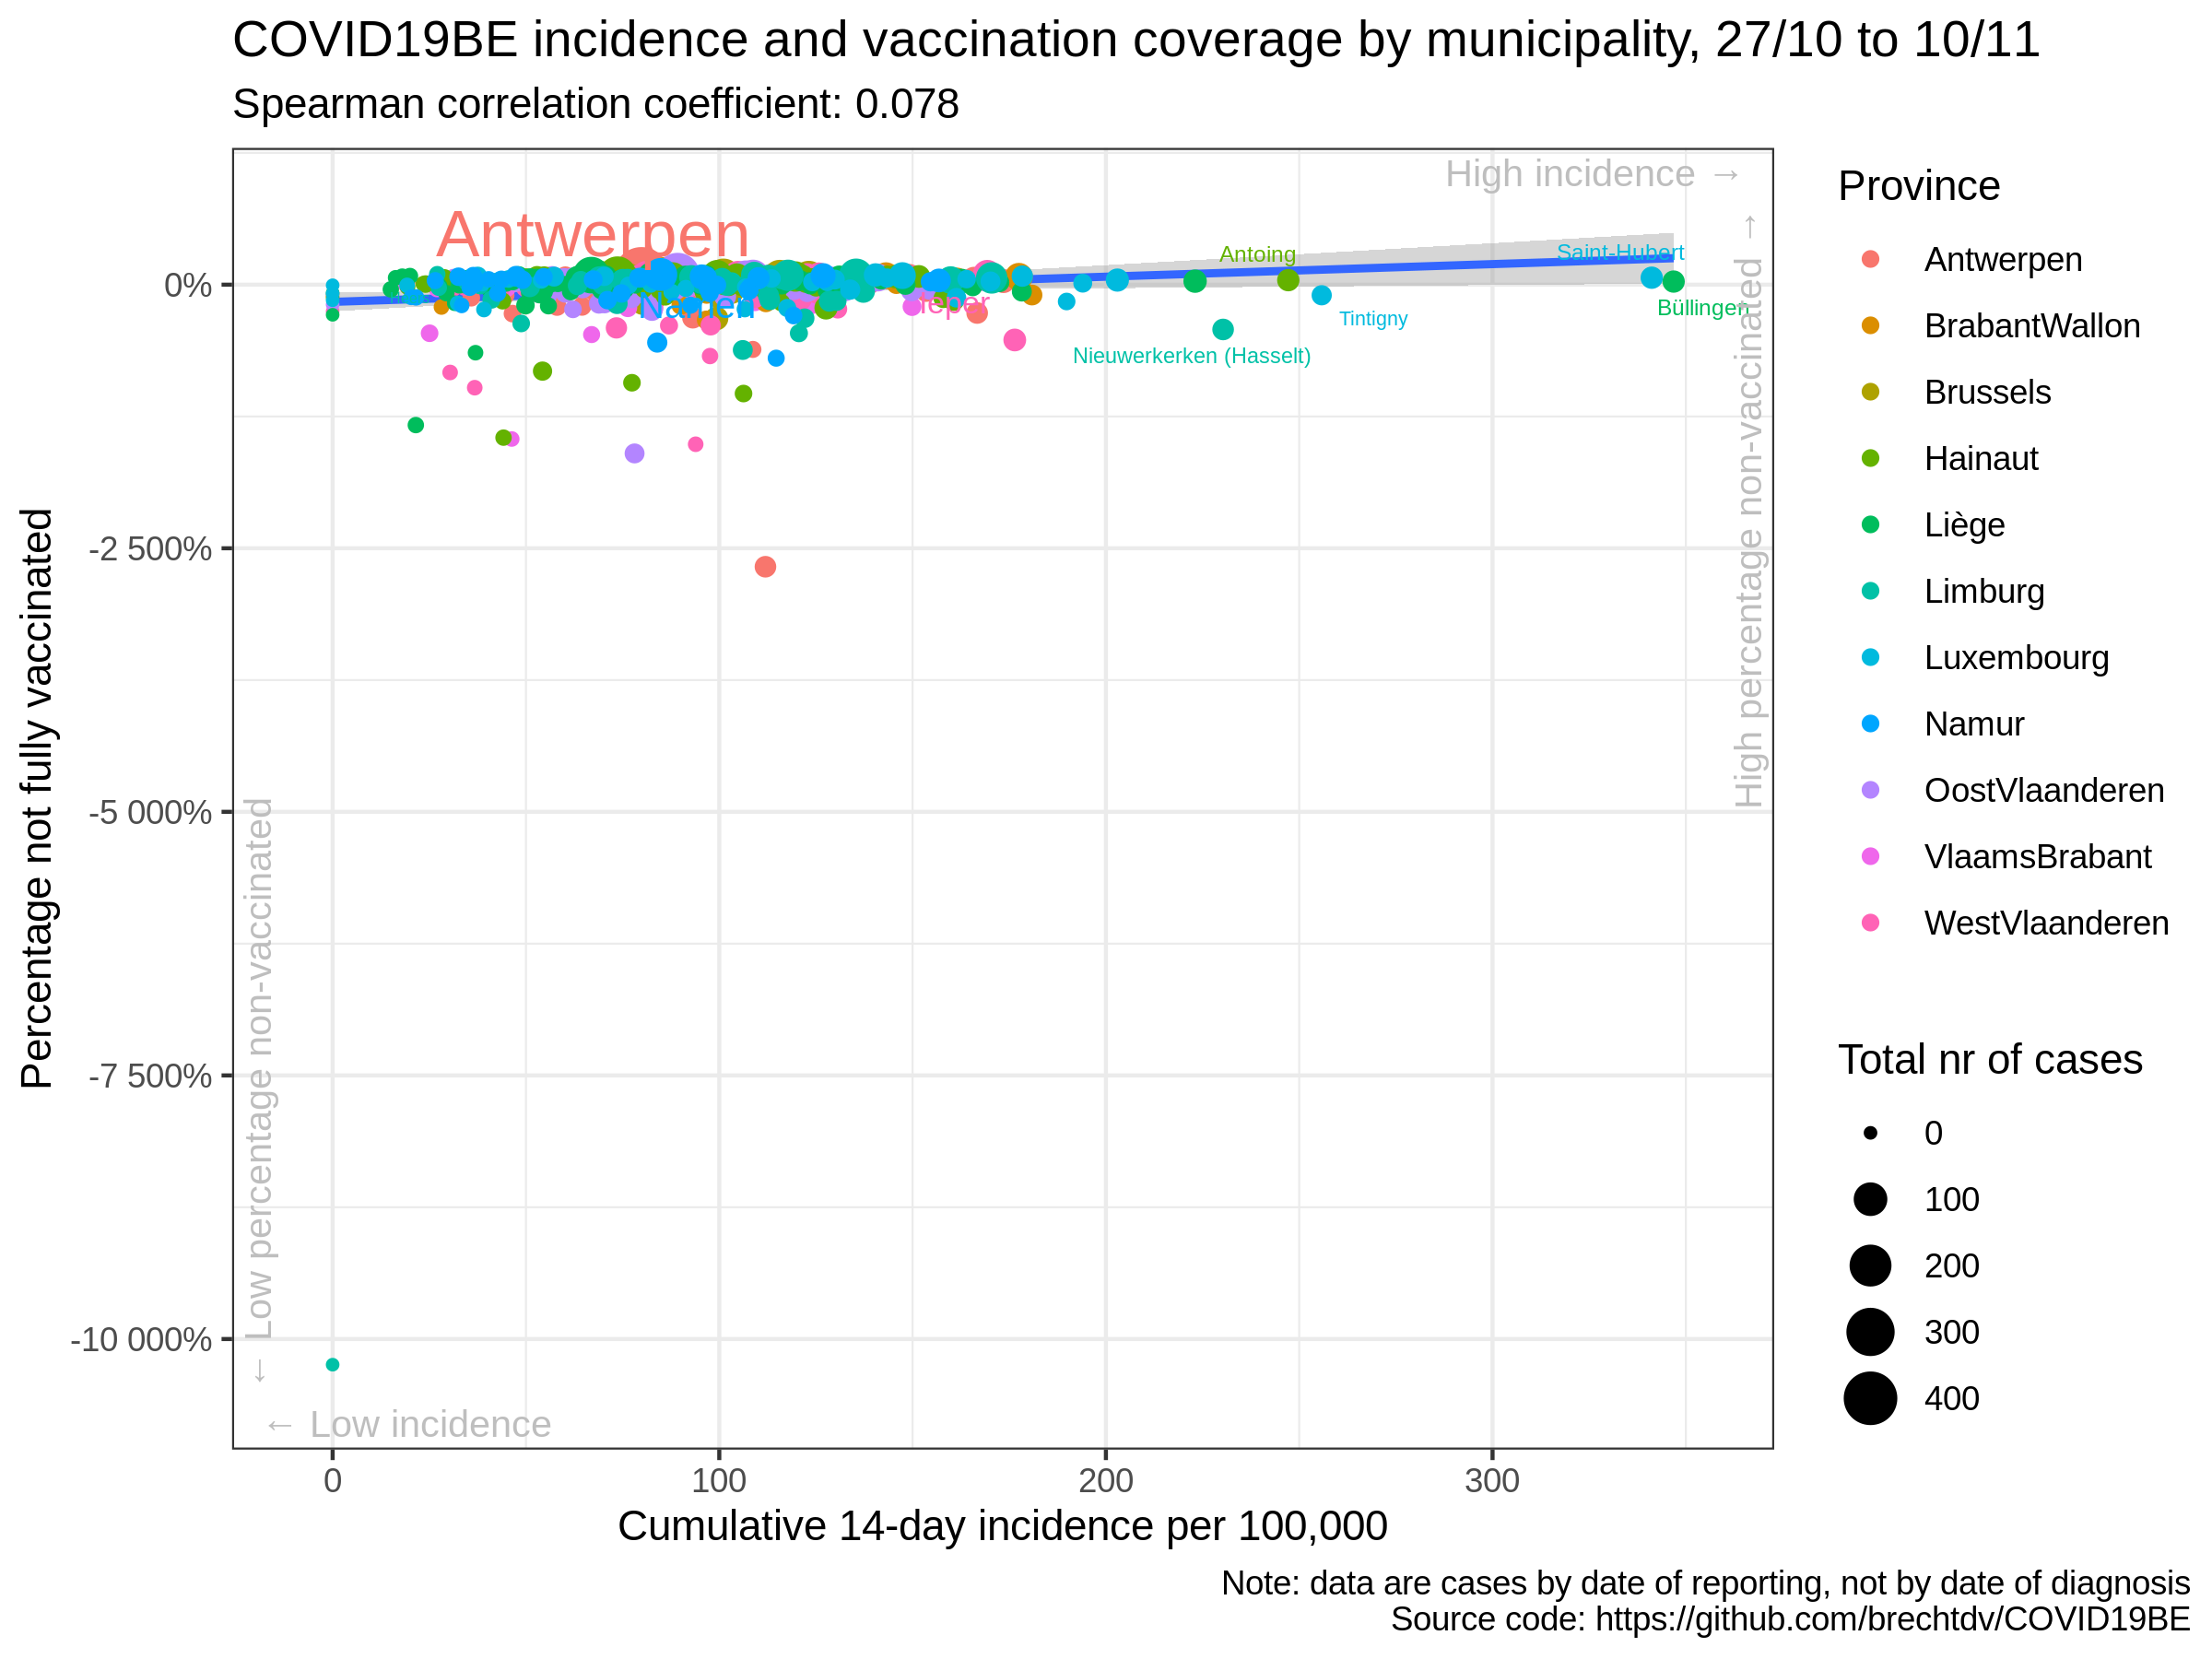 COVID19BE incidence and vaccination coverage by municipality, 27/10 to 10/11
Spearman correlation coefficient: 0.078
High incidence →
High percentage non-vaccinated →
Antwerpen
Antoing
Saint-Hubert
Büllingen
Tintigny
Nieuwerkerken (Hasselt)
Namen
Ieper
0%
-2 500%
-5 000%
-7 500%
-10 000%
Percentage not fully vaccinated
← Low percentage non-vaccinated
← Low incidence
0
100
200
300
Cumulative 14-day incidence per 100,000
Province
Antwerpen
BrabantWallon
Brussels
Hainaut
Liège
Limburg
Luxembourg
Namur
OostVlaanderen
VlaamsBrabant
WestVlaanderen
Total nr of cases
0
100
200
300
400
Note: data are cases by date of reporting, not by date of diagnosis
Source code: https://github.com/brechtdv/COVID19BE